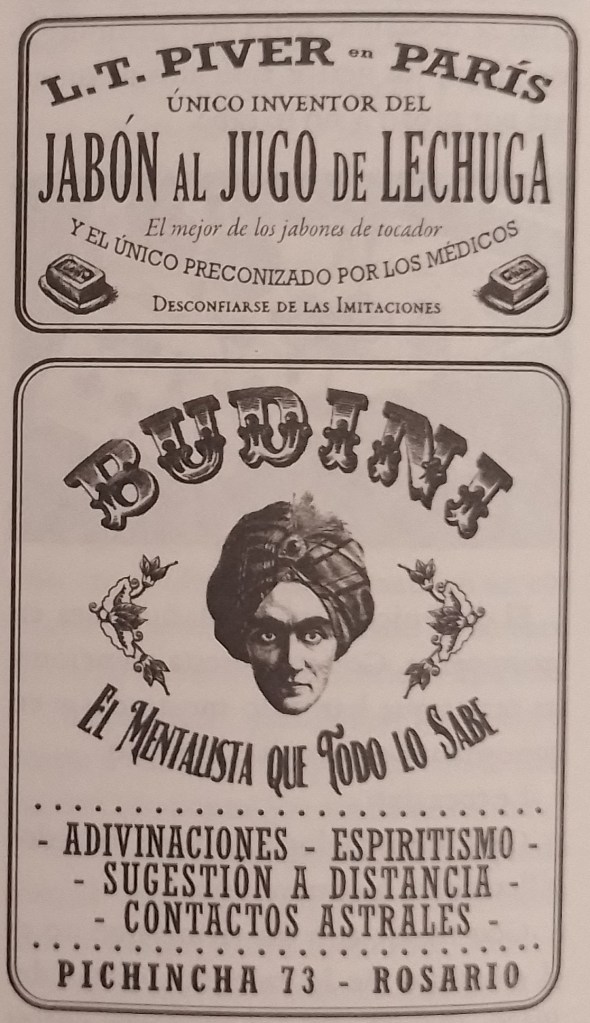 L.T. PIVER en PARÍS
ÚNICO INVENTOR DEL
JABÓN AL JUGO DE LECHUGA
El mejor de los jabones de tocador
Y EL ÚNICO PRECONIZADO POR LOS MÉDICOS
DESCONFIARSE DE LAS IMITACIONES
BUDINI
EL MENTALISTA QUE TODO LO SABE
- ADIVINACIONES - ESPIRITISMO -
- SUGESTIÓN A DISTANCIA -
- CONTACTOS ASTRALES -
PICHINCHA 73 - ROSARIO